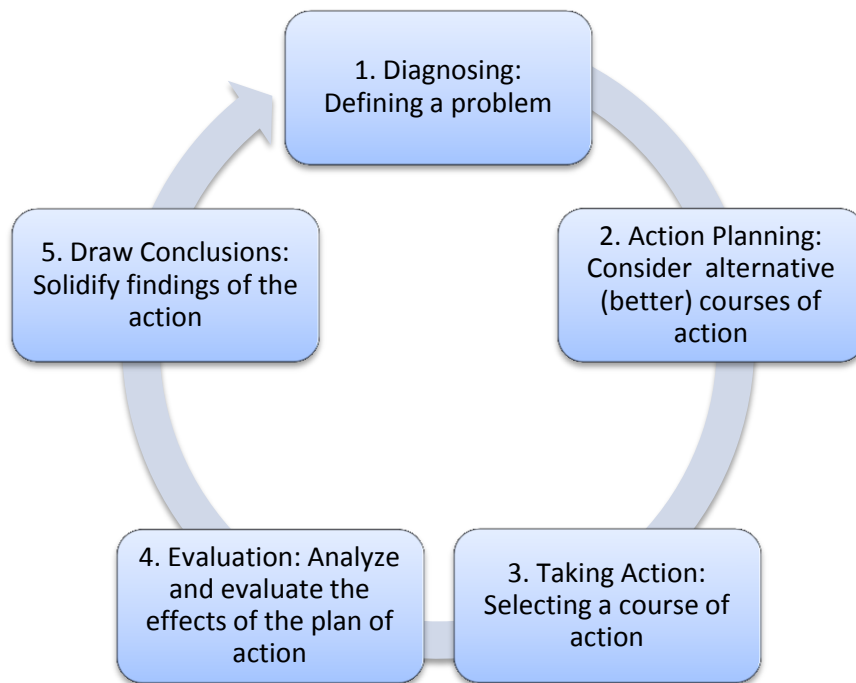 1. Diagnosing:
Defining a problem
2. Action Planning:
Consider alternative
(better) courses of
action
3. Taking Action:
Selecting a course of
action
4. Evaluation: Analyze
and evaluate the
effects of the plan of
action
5. Draw Conclusions:
Solidify findings of the
action